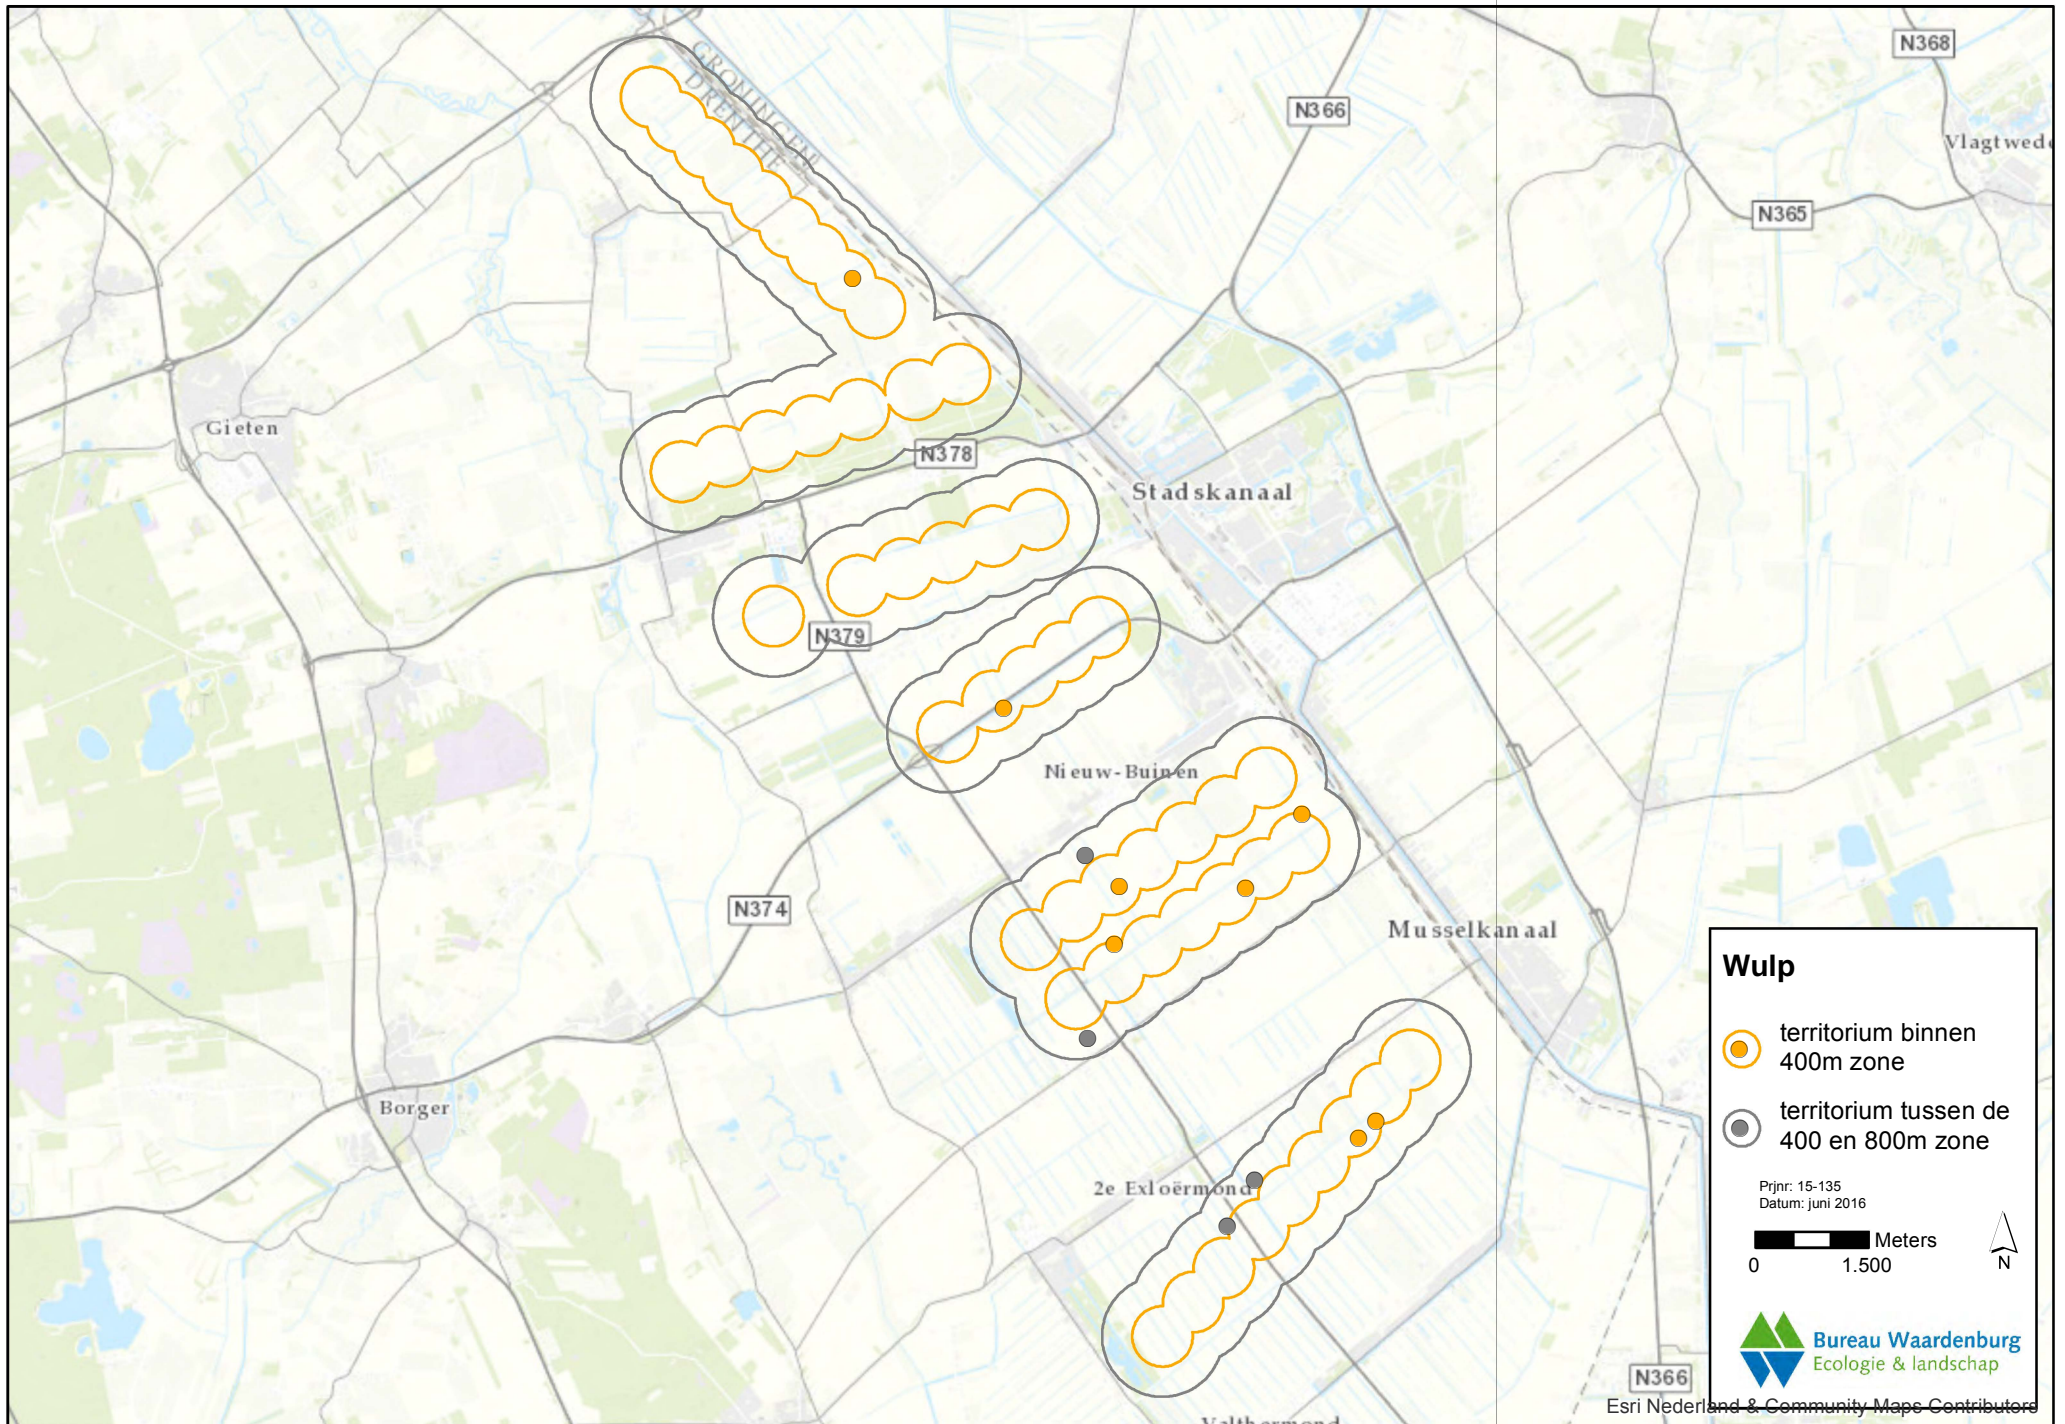 N368
GRONINGEN
DRENTHE
N366
Vlagtwed
N365
Gieten
N378
Stadskanaal
N379
Nieuw-Buinen
N374
Musselkanaal
Wulp
territorium binnen
400m zone
territorium tussen de
400 en 800m zone
Borger
2e Exloërmond
Prjnr: 15-135
Datum: juni 2016
Meters
0 1.500
N
Bureau Waardenburg
Ecologie & landschap
N366
Esri Nederland & Community Maps Contributors
Valthermond